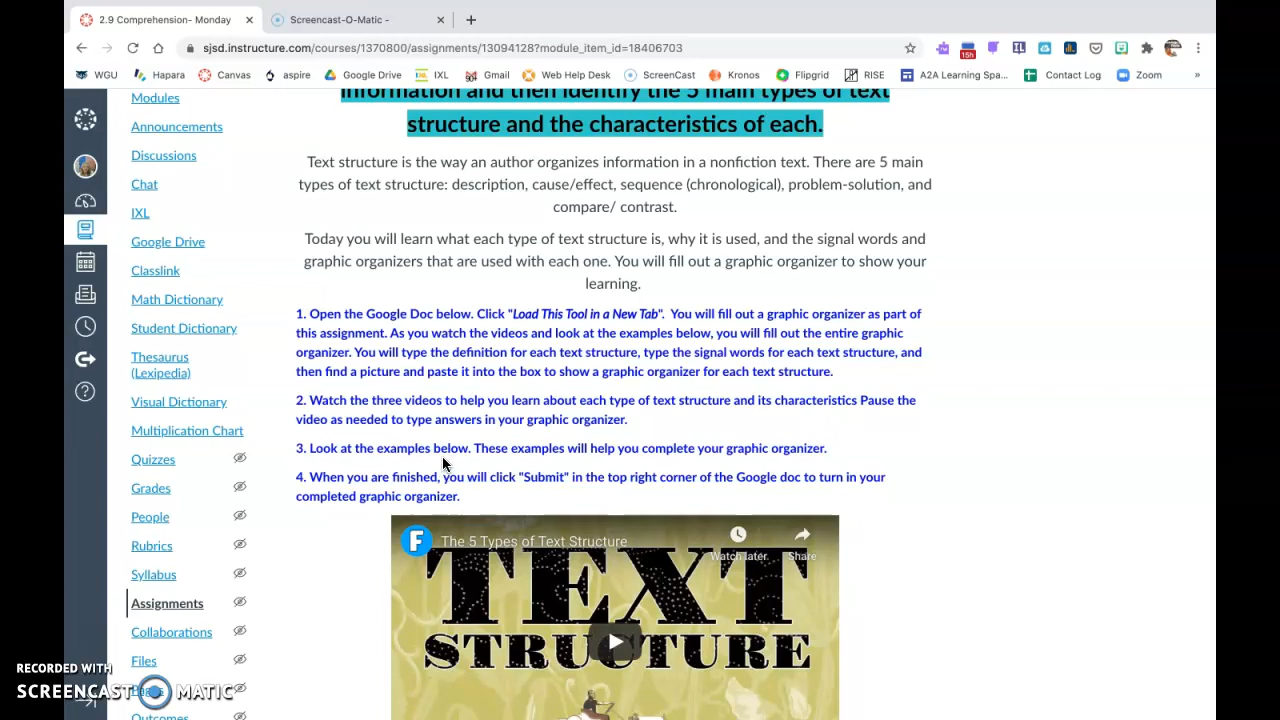 2.9 Comprehension- Monday
Screencast-O-Matic -
sjsd.instructure.com/courses/1370800/assignments/13094128?module_item_id=18406703
15h
WGU Hapara Canvas aspire Google Drive IXL Gmail Web Help Desk ScreenCast Kronos Flipgrid RISE A2A Learning Spa... Contact Log Zoom »
Modules
Announcements
Discussions
Chat
IXL
Google Drive
Classlink
Math Dictionary
Student Dictionary
Thesaurus
(Lexipedia)
Visual Dictionary
Multiplication Chart
Quizzes
Grades
People
Rubrics
Syllabus
Assignments
Collaborations
Files
Outcomes
information and then identify the 5 main types of text
structure and the characteristics of each.
Text structure is the way an author organizes information in a nonfiction text. There are 5 main
types of text structure: description, cause/effect, sequence (chronological), problem-solution, and
compare/ contrast.
Today you will learn what each type of text structure is, why it is used, and the signal words and
graphic organizers that are used with each one. You will fill out a graphic organizer to show your
learning.
1. Open the Google Doc below. Click "Load This Tool in a New Tab". You will fill out a graphic organizer as part of
this assignment. As you watch the videos and look at the examples below, you will fill out the entire graphic
organizer. You will type the definition for each text structure, type the signal words for each text structure, and
then find a picture and paste it into the box to show a graphic organizer for each text structure.
2. Watch the three videos to help you learn about each type of text structure and its characteristics Pause the
video as needed to type answers in your graphic organizer.
3. Look at the examples below. These examples will help you complete your graphic organizer.
4. When you are finished, you will click "Submit" in the top right corner of the Google doc to turn in your
completed graphic organizer.
The 5 Types of Text Structure
Watch later
Share
TEXT
STRUCTURE
RECORDED WITH
SCREENCAST MATIC